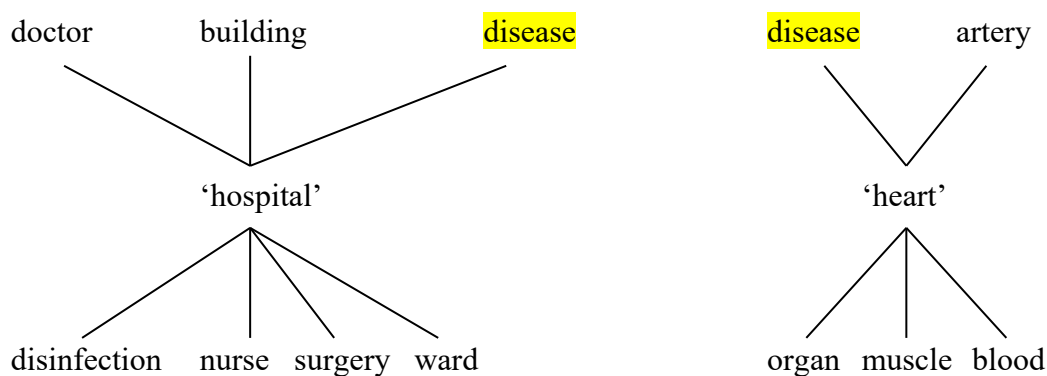 doctor building disease disease artery
‘hospital’ ‘heart’
disinfection nurse surgery ward organ muscle blood